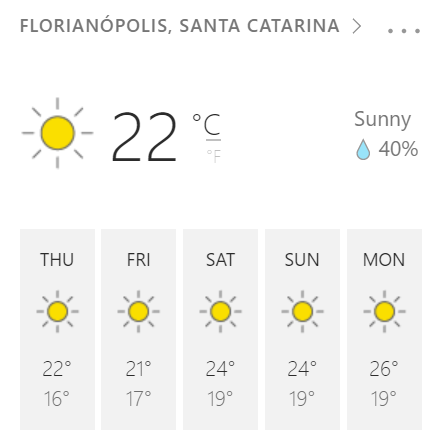 FLORIANÓPOLIS, SANTA CATARINA > ...
22 °C
°F
Sunny
40%
THU FRI SAT SUN MON
22° 21° 24° 24° 26°
16° 17° 19° 19° 19°